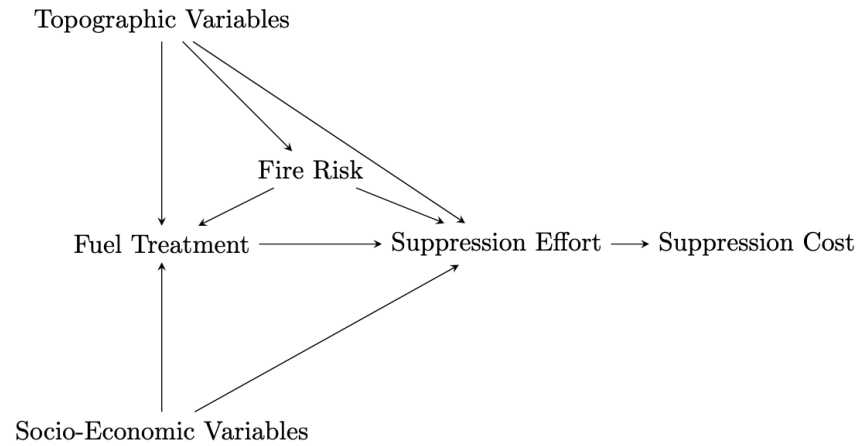 Topographic Variables
Fire Risk
Fuel Treatment
Suppression Effort
Suppression Cost
Socio-Economic Variables